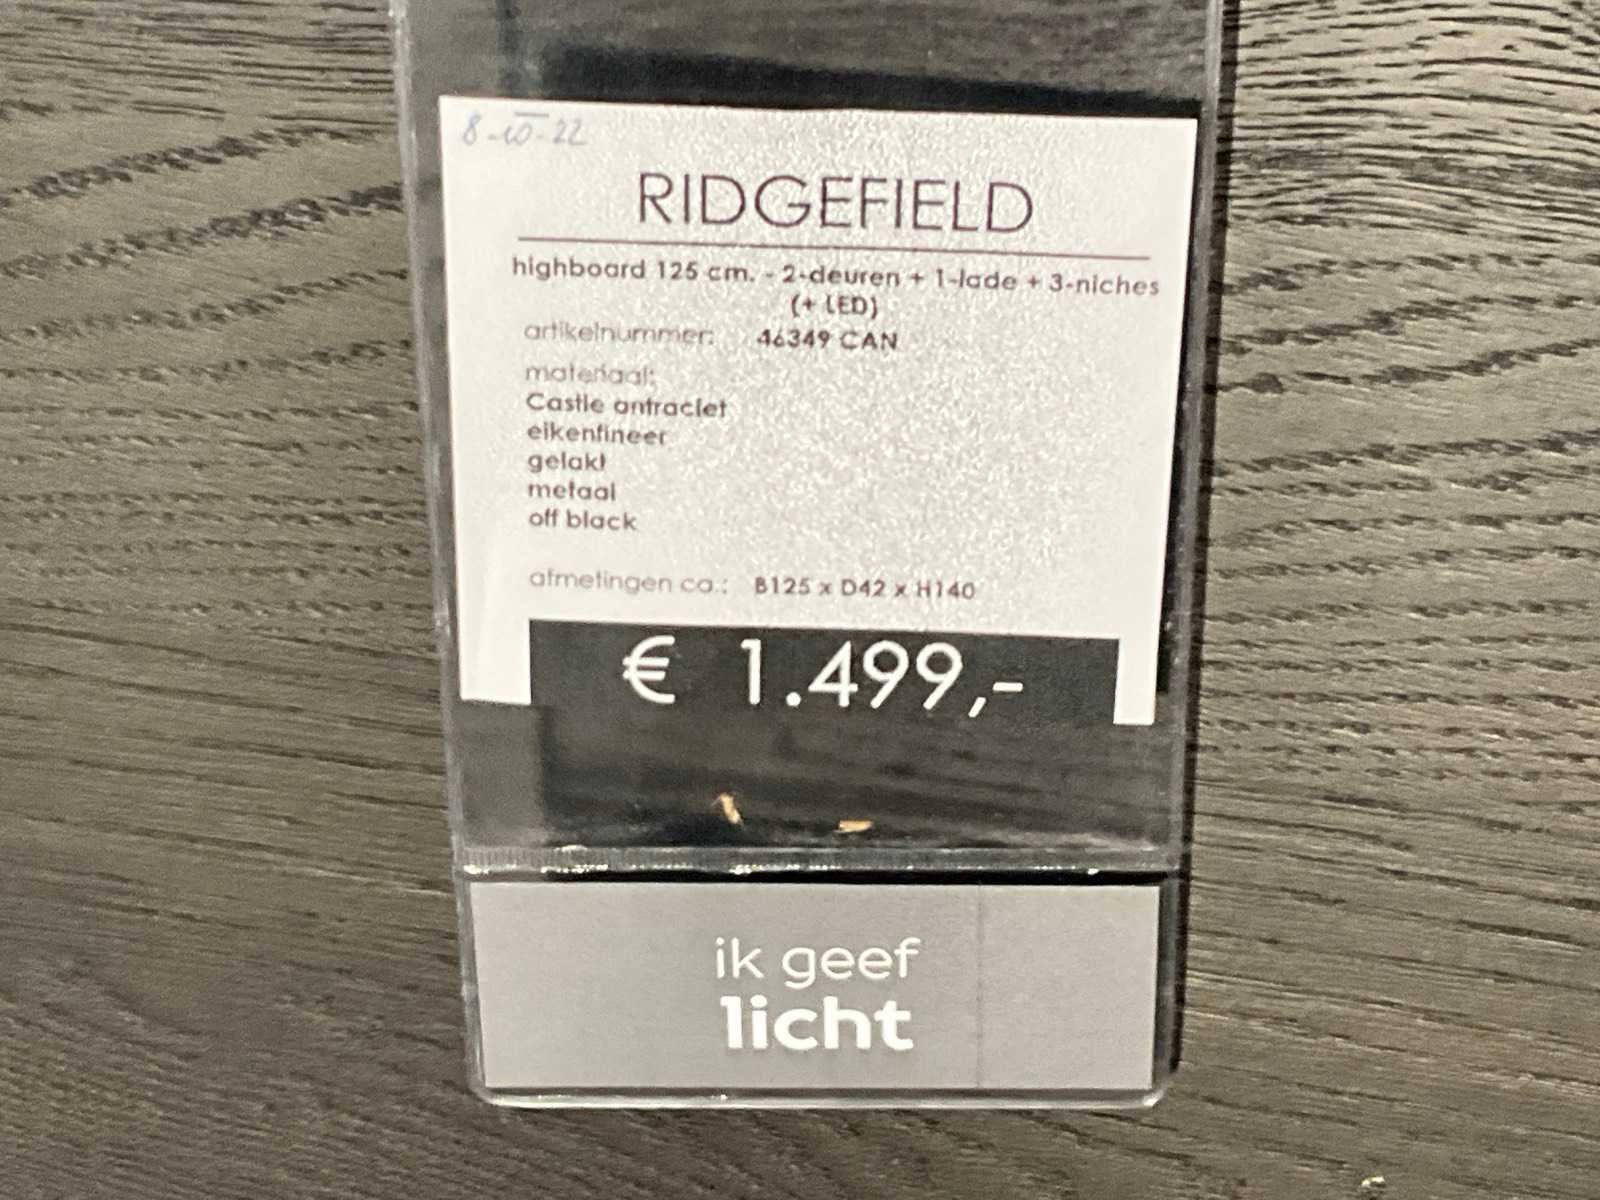 8-10-22
RIDGEFIELD
highboard 125 cm. - 2-deuren + 1-lade + 3-niches
(+ LED)
artikelnummer: 46349 CAN
materiaal:
Castle antraciet
eikenfineer
gelakt
metaal
off black
afmetingen ca.: B125 x D42 x H140
€ 1.499,-
ik geef
licht